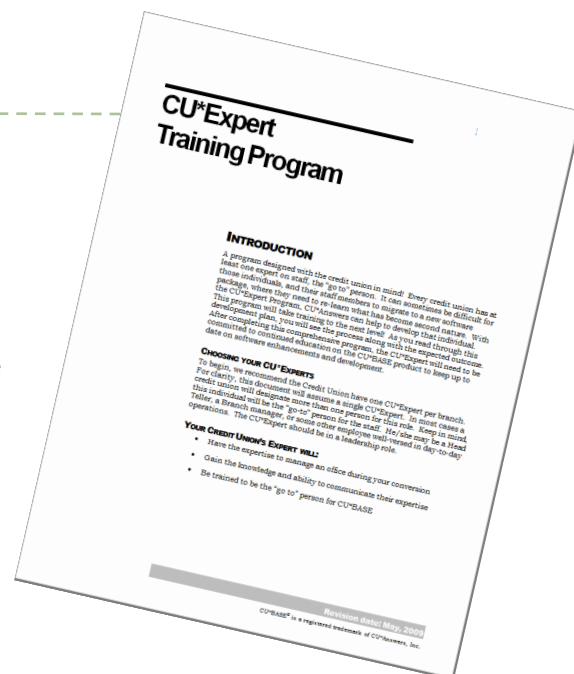 CU*Expert
Training Program
INTRODUCTION
A program designed with the credit union in mind! Every credit union has at
least one expert on staff, the "go to" person. It can sometimes be difficult for
those individuals, and their staff members to migrate to a new software
package, where they need to re-learn what has become second nature. With
the CU*Expert Program, CU*Answers can help to develop that individual.
This program will take training to the next level! As you read through this
development plan, you will see the process along with the expected outcome.
After completing this comprehensive program, the CU*Expert will need to be
committed to continued education on the CU*BASE product to keep up to
date on software enhancements and development.
CHOOSING YOUR CU*EXPERTS
To begin, we recommend the Credit Union have one CU*Expert per branch.
For clarity, this document will assume a single CU*Expert. In most cases a
credit union will designate more than one person for this role. Keep in mind,
this individual will be the "go-to" person for the staff. He/she may be a Head
Teller, a Branch manager, or some other employee well-versed in day-to-day
operations. The CU*Expert should be in a leadership role.
YOUR CREDIT UNION'S EXPERT WILL:
• Have the expertise to manage an office during your conversion
• Gain the knowledge and ability to communicate their expertise
• Be trained to be the "go to" person for CU*BASE
Revision date: May, 2009
CU*BASE® is a registered trademark of CU*Answers, Inc.